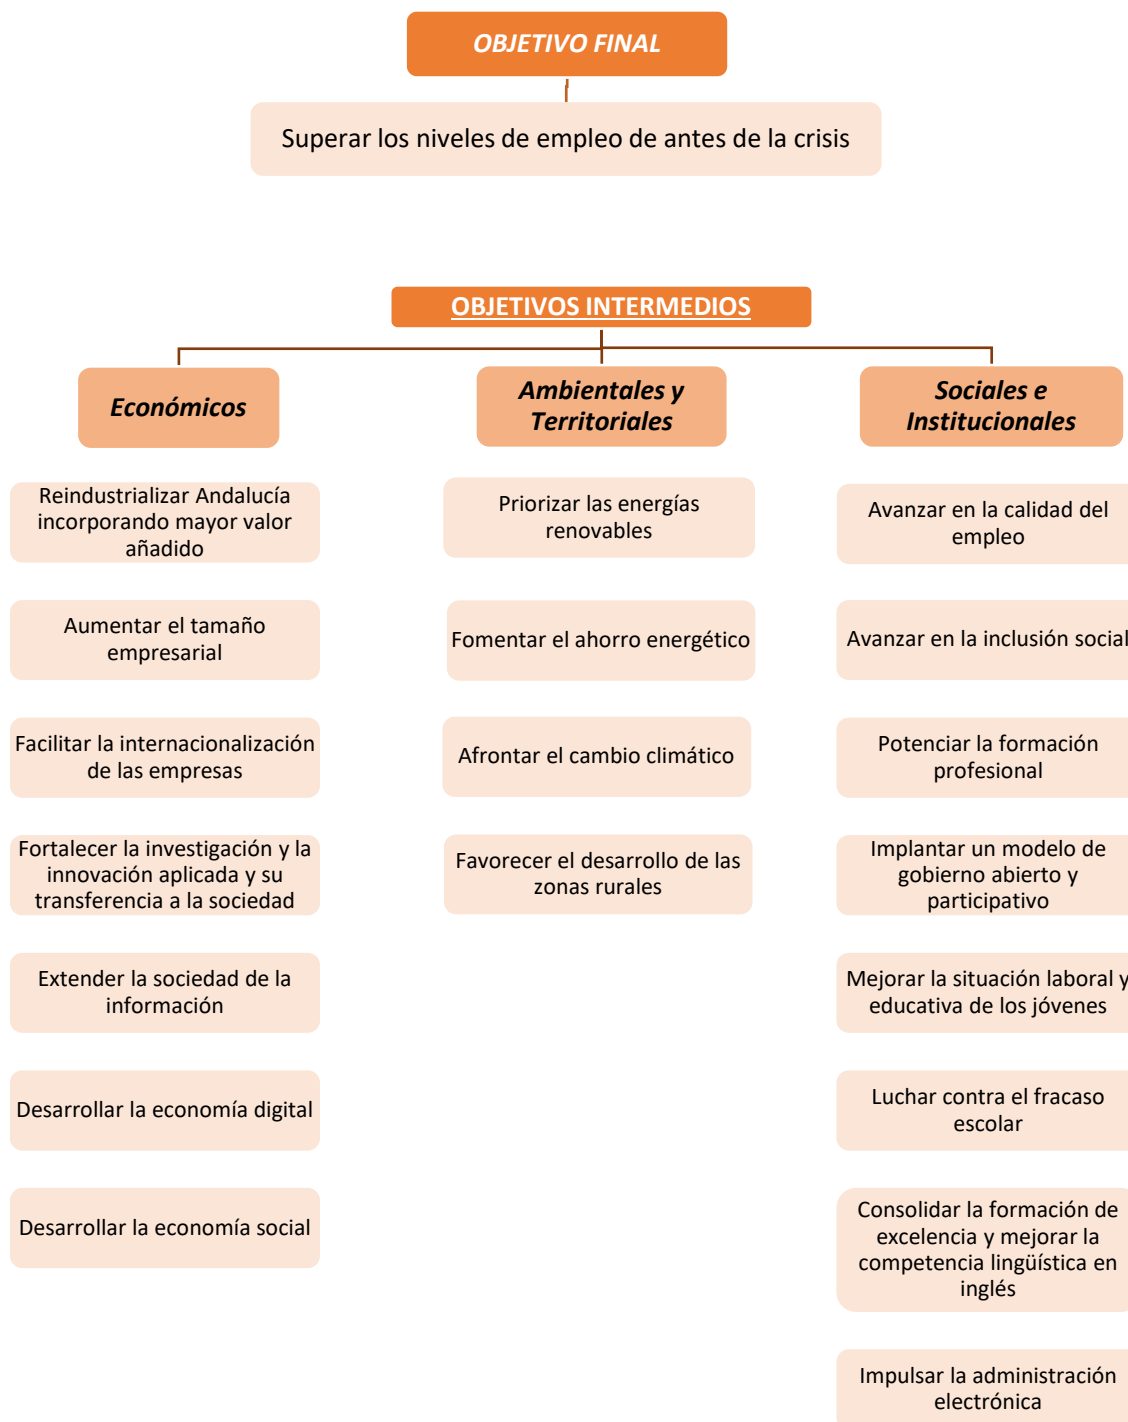 OBJETIVO FINAL
Superar los niveles de empleo de antes de la crisis
OBJETIVOS INTERMEDIOS
Económicos
Reindustrializar Andalucía
incorporando mayor valor
añadido
Aumentar el tamaño
empresarial
Facilitar la internacionalización
de las empresas
Fortalecer la investigación y la
innovación aplicada y su
transferencia a la sociedad
Extender la sociedad de la
información
Desarrollar la economía digital
Desarrollar la economía social
Ambientales y
Territoriales
Priorizar las energías
renovables
Fomentar el ahorro energético
Afrontar el cambio climático
Favorecer el desarrollo de las
zonas rurales
Sociales e
Institucionales
Avanzar en la calidad del
empleo
Avanzar en la inclusión social
Potenciar la formación
profesional
Implantar un modelo de
gobierno abierto y
participativo
Mejorar la situación laboral y
educativa de los jóvenes
Luchar contra el fracaso
escolar
Consolidar la formación de
excelencia y mejorar la
competencia lingüística en
inglés
Impulsar la administración
electrónica